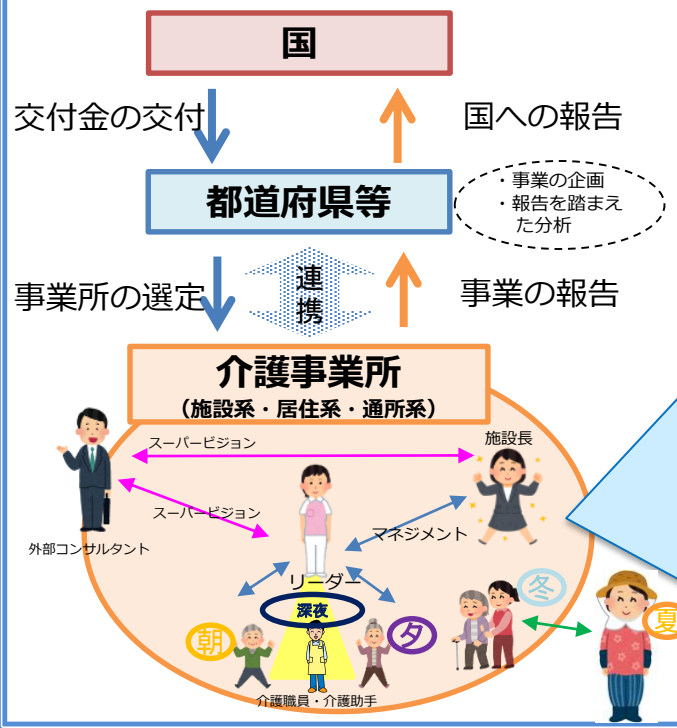 国
交付金の交付
国への報告
都道府県等
・事業の企画
・報告を踏まえ
た分析
事業所の選定
連
携
事業の報告
介護事業所
（施設系・居住系・通所系）
スーパービジョン
施設長
スーパービジョン
マネジメント
外部コンサルタント
リーダー
深夜
朝
夕
冬
夏
介護職員・介護助手